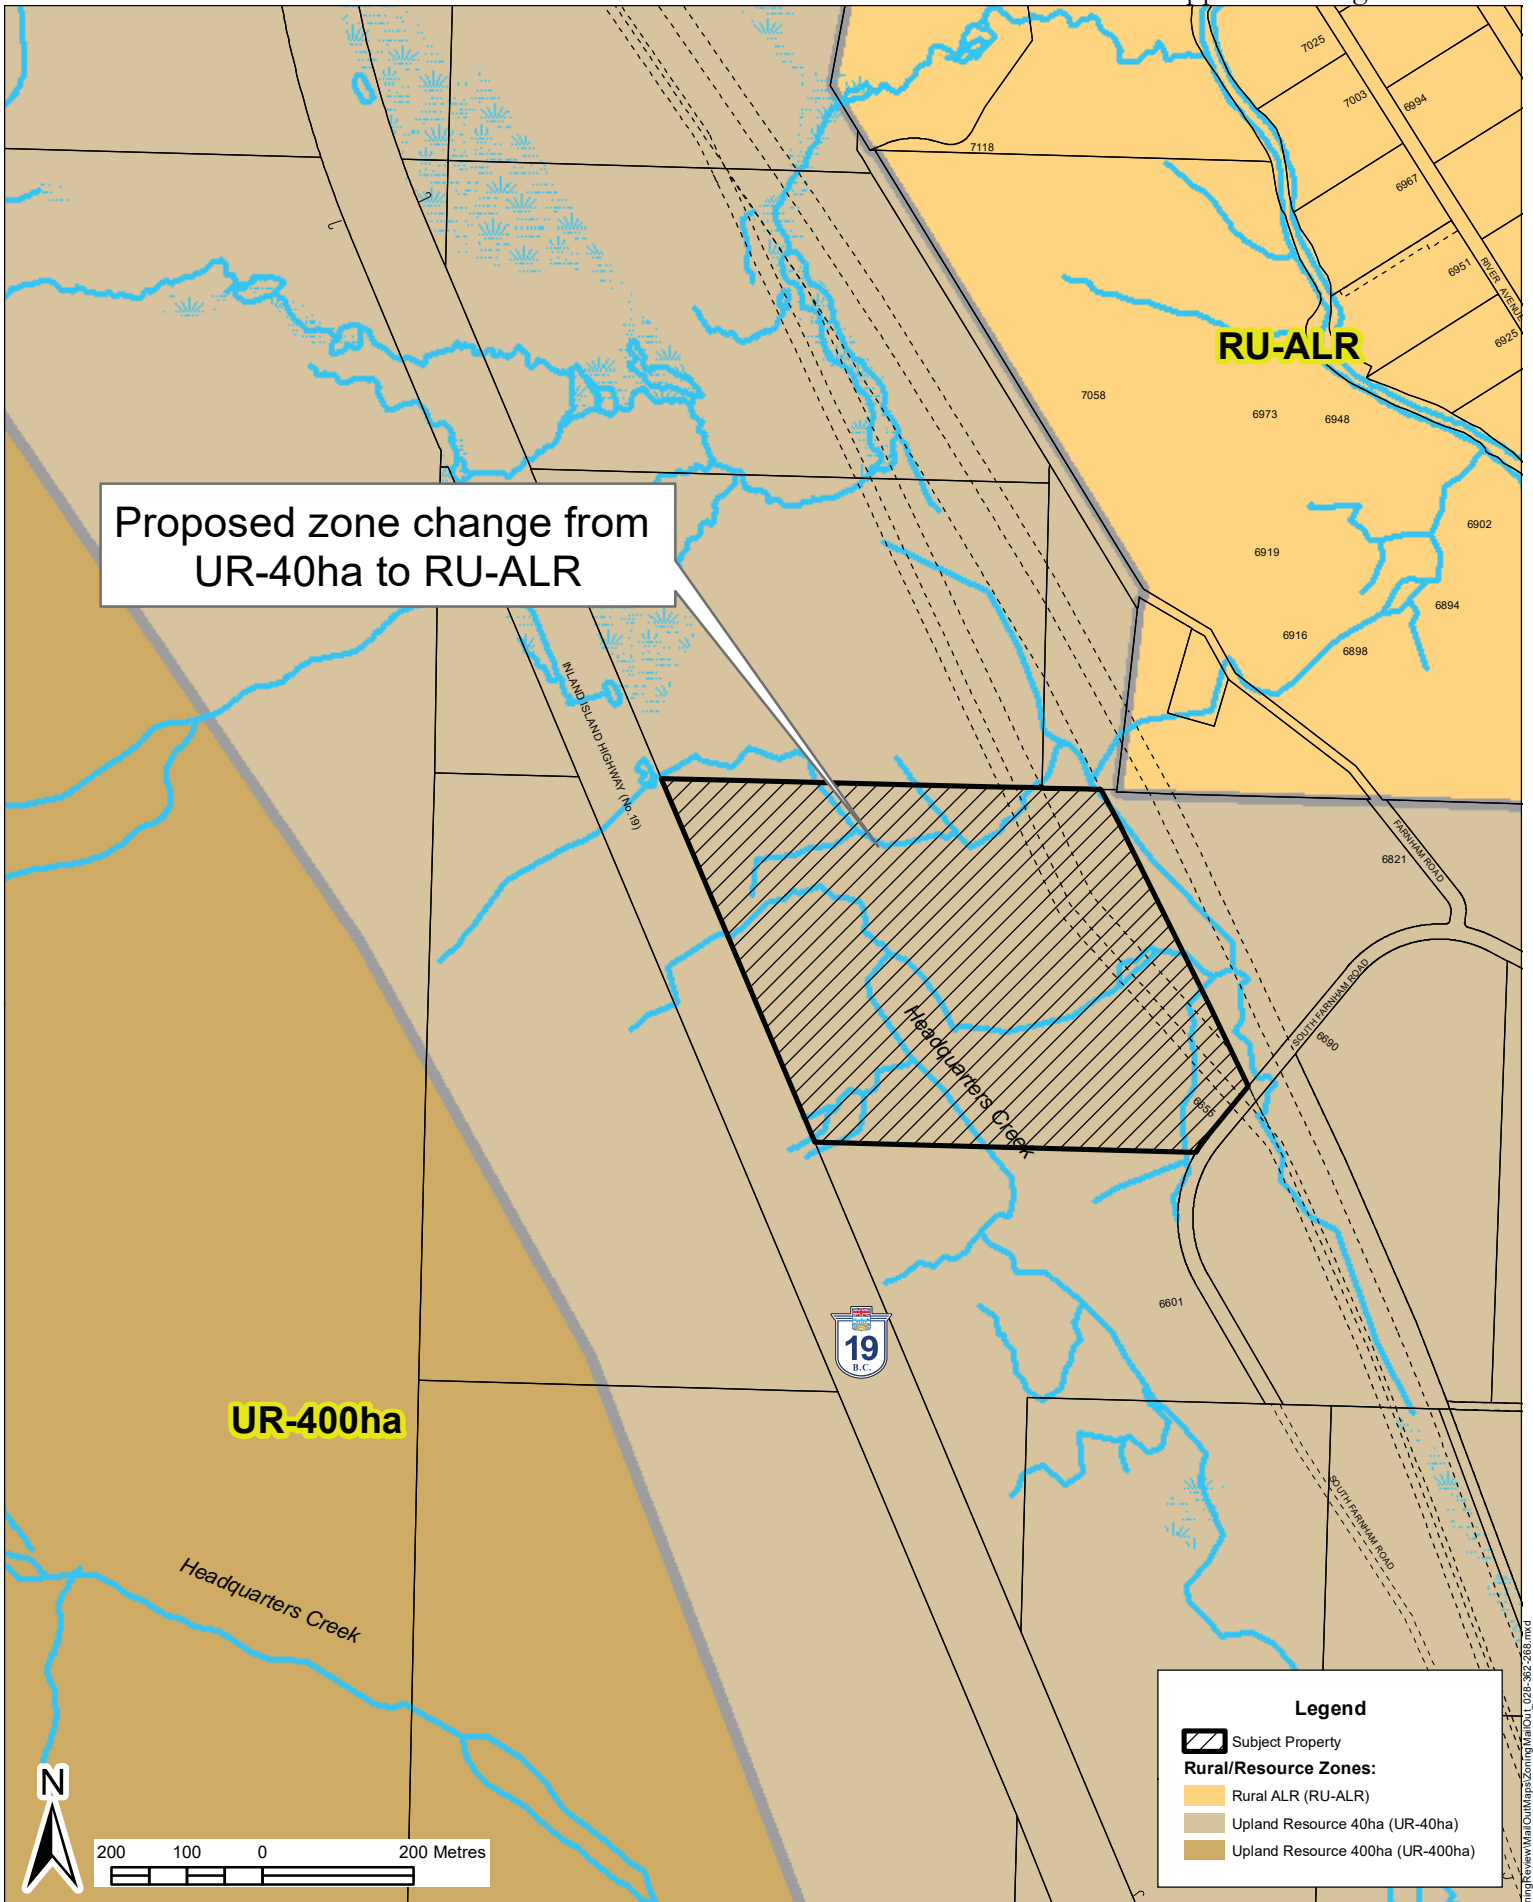 7025
7003
6994
7118
6967
6951
RIVER AVENUE
6925
RU-ALR
7058
6973
6948
Proposed zone change from
UR-40ha to RU-ALR
6902
6919
6894
6916
6898
INLAND ISLAND HIGHWAY (No.19)
FARNHAM ROAD
6821
SOUTH FARNHAM ROAD
6690
Headquarters Creek
6655
6601
19
B.C.
UR-400ha
SOUTH FARNHAM ROAD
Headquarters Creek
N
200 100 0 200 Metres
Legend
Subject Property
Rural/Resource Zones:
Rural ALR (RU-ALR)
Upland Resource 40ha (UR-40ha)
Upland Resource 400ha (UR-400ha)